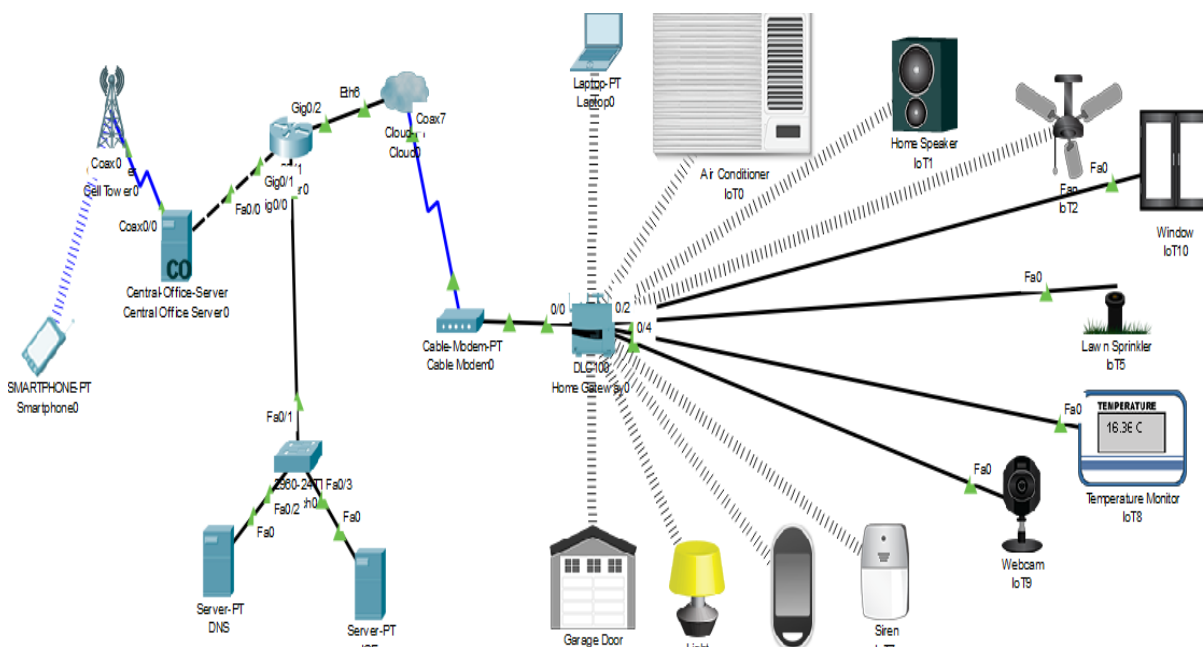 Laptop-PT
Laptop0
Eth6
Gig0/2
Coax7
Cloud0
Coax0
Cell Tower0
Gig0/1
Fa0/0
Coax0/0
CO
Central-Office-Server
Central Office Server0
SMARTPHONE-PT
Smartphone0
Cable-Modem-PT
Cable Modem0
0/0
0/2
0/4
DLC-100
Home Gateway0
Air Conditioner
IoT0
Home Speaker
IoT1
Fan
IoT2
Fa0
Window
IoT10
Fa0
Lawn Sprinkler
IoT5
Fa0
TEMPERATURE
16.36 C
Temperature Monitor
IoT8
Fa0
Webcam
IoT9
Fa0/1
Fa0/3
Fa0/2
Fa0
Fa0
Server-PT
DNS
Server-PT
Garage Door
Siren